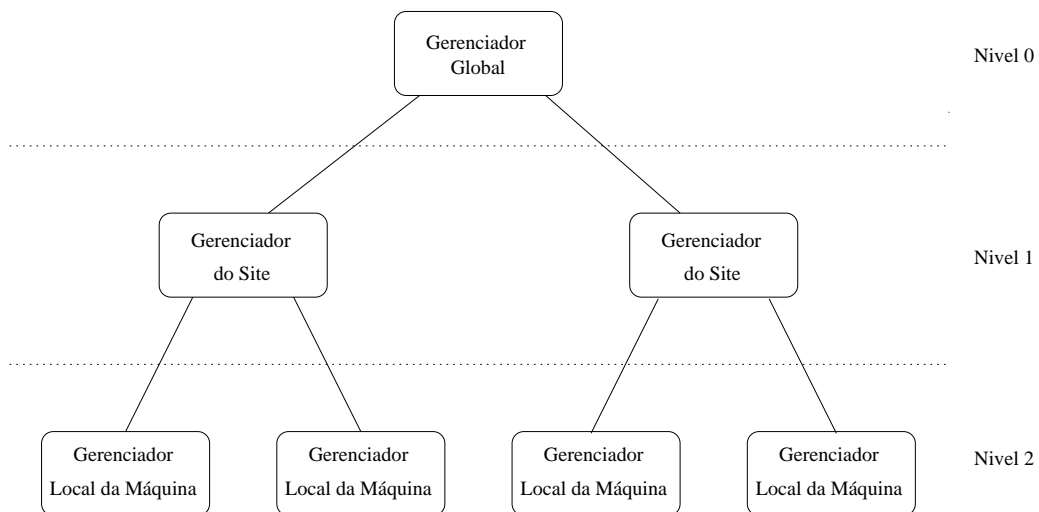 Gerenciador
Global
Nivel 0
Gerenciador
do Site
Gerenciador
do Site
Nivel 1
Gerenciador
Local da Máquina
Gerenciador
Local da Máquina
Gerenciador
Local da Máquina
Gerenciador
Local da Máquina
Nivel 2